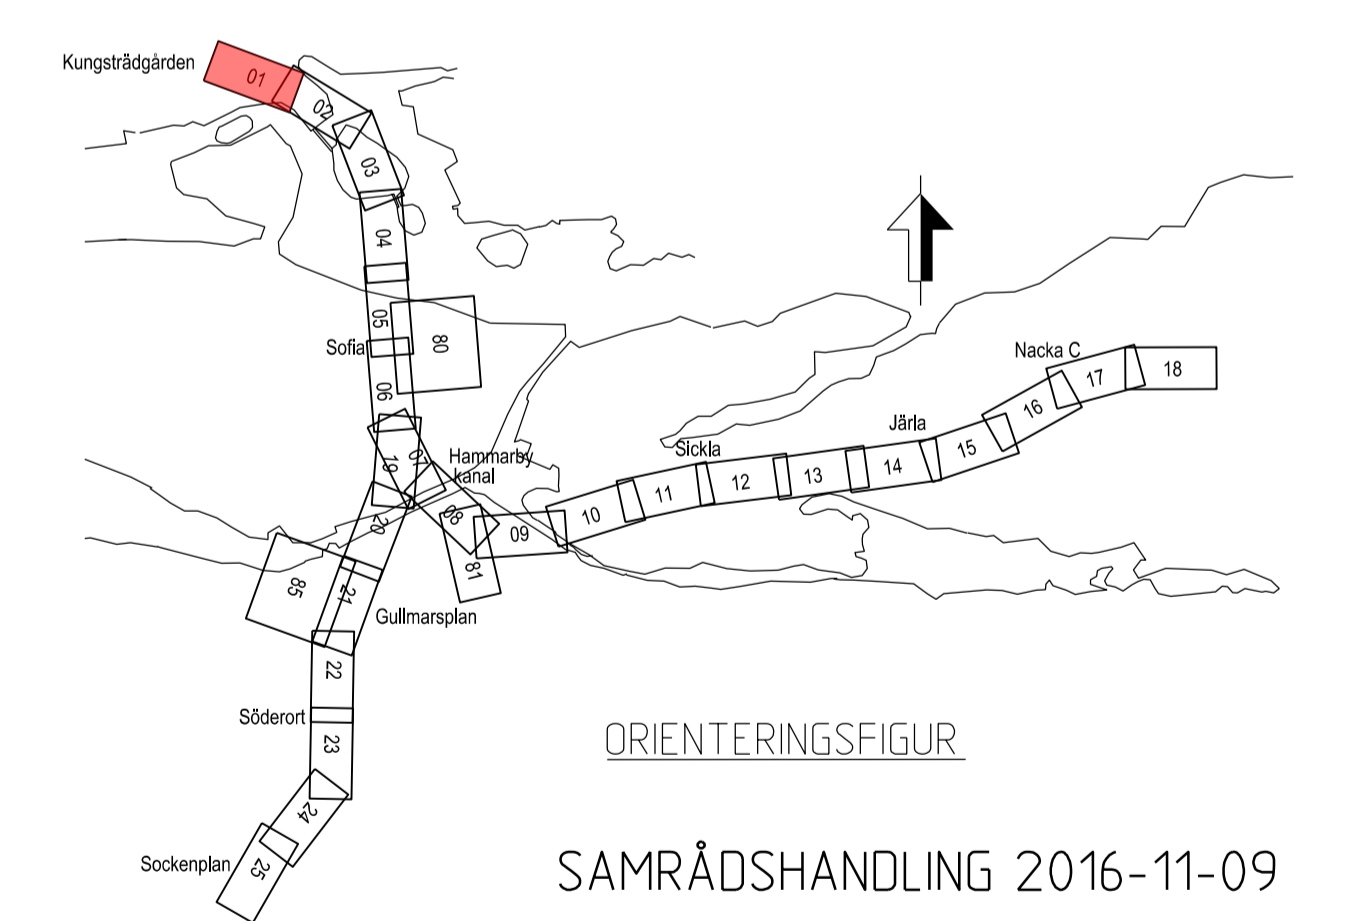 Kungsträdgården
01
02
03
04
05
Sofia
80
06
Nacka C
17
18
16
Järla
15
Sickla
14
13
12
11
10
Hammarby
kanal
07
19
08
09
20
81
85
21
Gullmarsplan
22
Söderort
23
24
Sockenplan
25
ORIENTERINGSFIGUR
SAMRÅDSHANDLING 2016-11-09